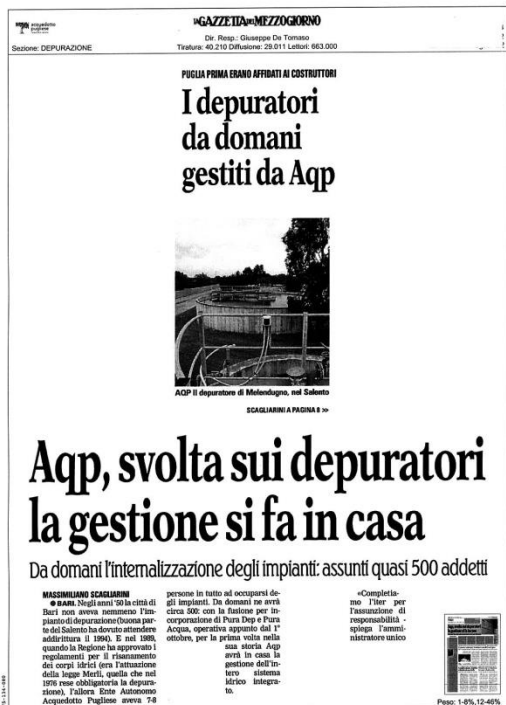 acquedotto
pugliese
LA GAZZETTA DEL MEZZOGIORNO
Dir. Resp.: Giuseppe De Tomaso
Sezione: DEPURAZIONE
Tiratura: 40.210 Diffusione: 29.011 Lettori: 663.000
PUGLIA PRIMA ERANO AFFIDATI AI COSTRUTTORI
I depuratori
da domani
gestiti da Aqp
AQP Il depuratore di Melendugno, nel Salento
SCAGLIARINI A PAGINA 8 »
Aqp, svolta sui depuratori
la gestione si fa in casa
Da domani l'internalizzazione degli impianti: assunti quasi 500 addetti
MASSIMILIANO SCAGLIARINI
● BARI. Negli anni '50 la città di
Bari non aveva nemmeno l'im-
pianto di depurazione (buona par-
te del Salento ha dovuto attendere
addirittura il 1994). E nel 1989,
quando la Regione ha approvato i
regolamenti per il risanamento
dei corpi idrici (era l'attuazione
della legge Merli, quella che nel
1976 rese obbligatoria la depura-
zione), l'allora Ente Autonomo
Acquedotto Pugliese aveva 7-8
persone in tutto ad occuparsi de-
gli impianti. Da domani ne avrà
circa 500: con la fusione per in-
corporazione di Pura Dep e Pura
Acqua, operativa appunto dal 1°
ottobre, per la prima volta nella
sua storia Aqp
avrà in casa la
gestione dell'in-
tero sistema
idrico integra-
to.
«Completia-
mo l'iter per
l'assunzione di
responsabilità -
spiega l'ammi-
nistratore unico
Peso: 1-8%,12-46%